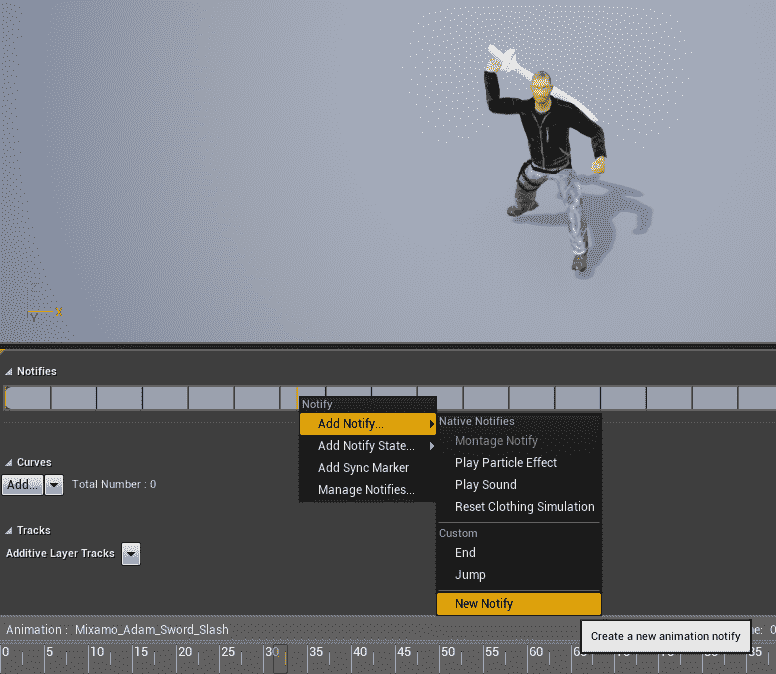 Y
X
Notifies
Notify
Add Notify...
Native Notifies
Montage Notify
Add Notify State...
Play Particle Effect
Add Sync Marker
Curves
Play Sound
Add...
Total Number : 0
Manage Notifies...
Reset Clothing Simulation
Tracks
Custom
Additive Layer Tracks
End
Jump
New Notify
Animation : Mixamo_Adam_Sword_Slash
Create a new animation notify
0 5 10 15 20 25 30 35 40 45 50 55 60 85